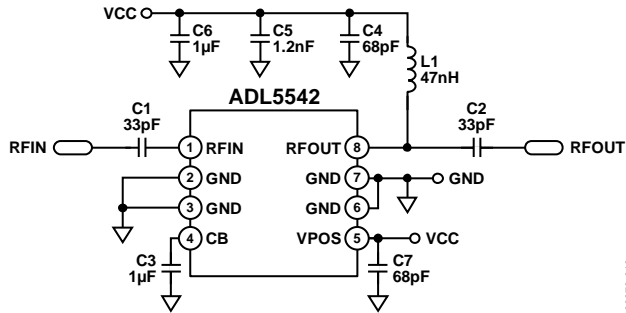 VCC
C6
1µF
C5
1.2nF
C4
68pF
L1
47nH
ADL5542
C1
33pF
C2
33pF
RFIN
1
RFIN
RFOUT
8
RFOUT
2
GND
GND
7
GND
3
GND
GND
6
4
CB
VPOS
5
VCC
C3
1µF
C7
68pF